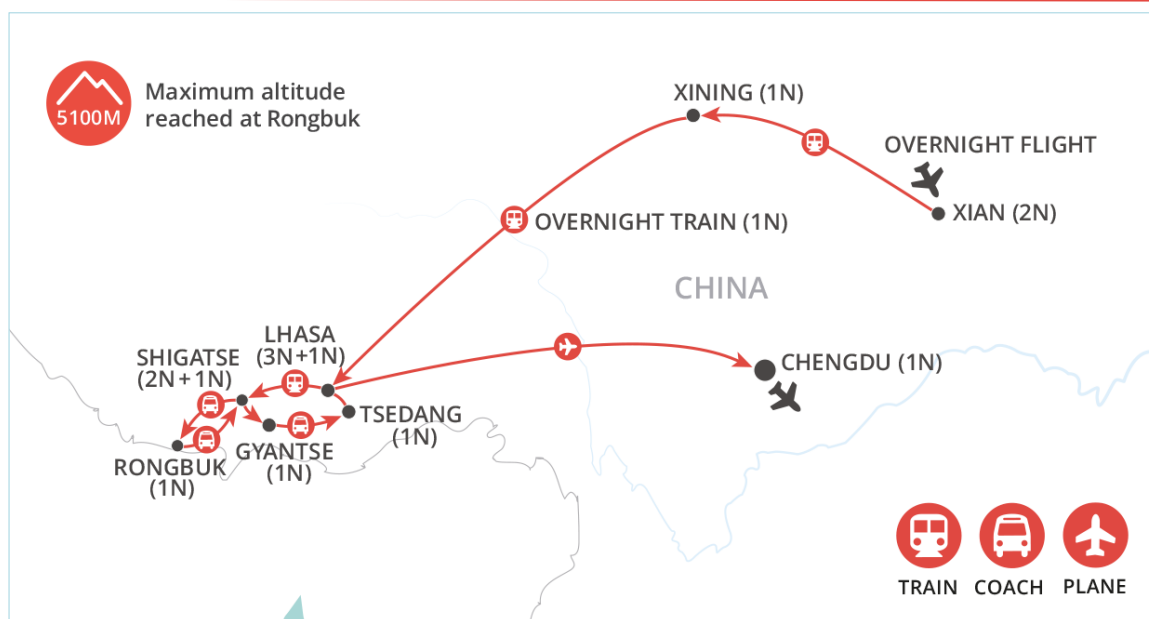 5100M
Maximum altitude
reached at Rongbuk
XINING (1N)
OVERNIGHT FLIGHT
XIAN (2N)
OVERNIGHT TRAIN (1N)
CHINA
LHASA
(3N+1N)
SHIGATSE
(2N+1N)
CHENGDU (1N)
TSEDANG
(1N)
GYANTSE
(1N)
RONGBUK
(1N)
TRAIN
COACH
PLANE